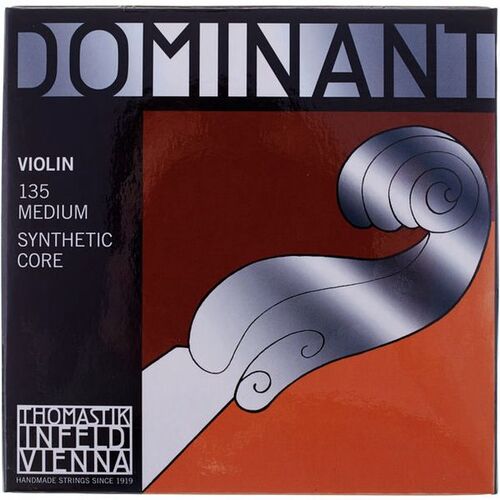 DOMINANT
VIOLIN
135
MEDIUM
SYNTHETIC
CORE
THOMASTIK
INFELD
VIENNA
HANDMADE STRINGS SINCE 1919